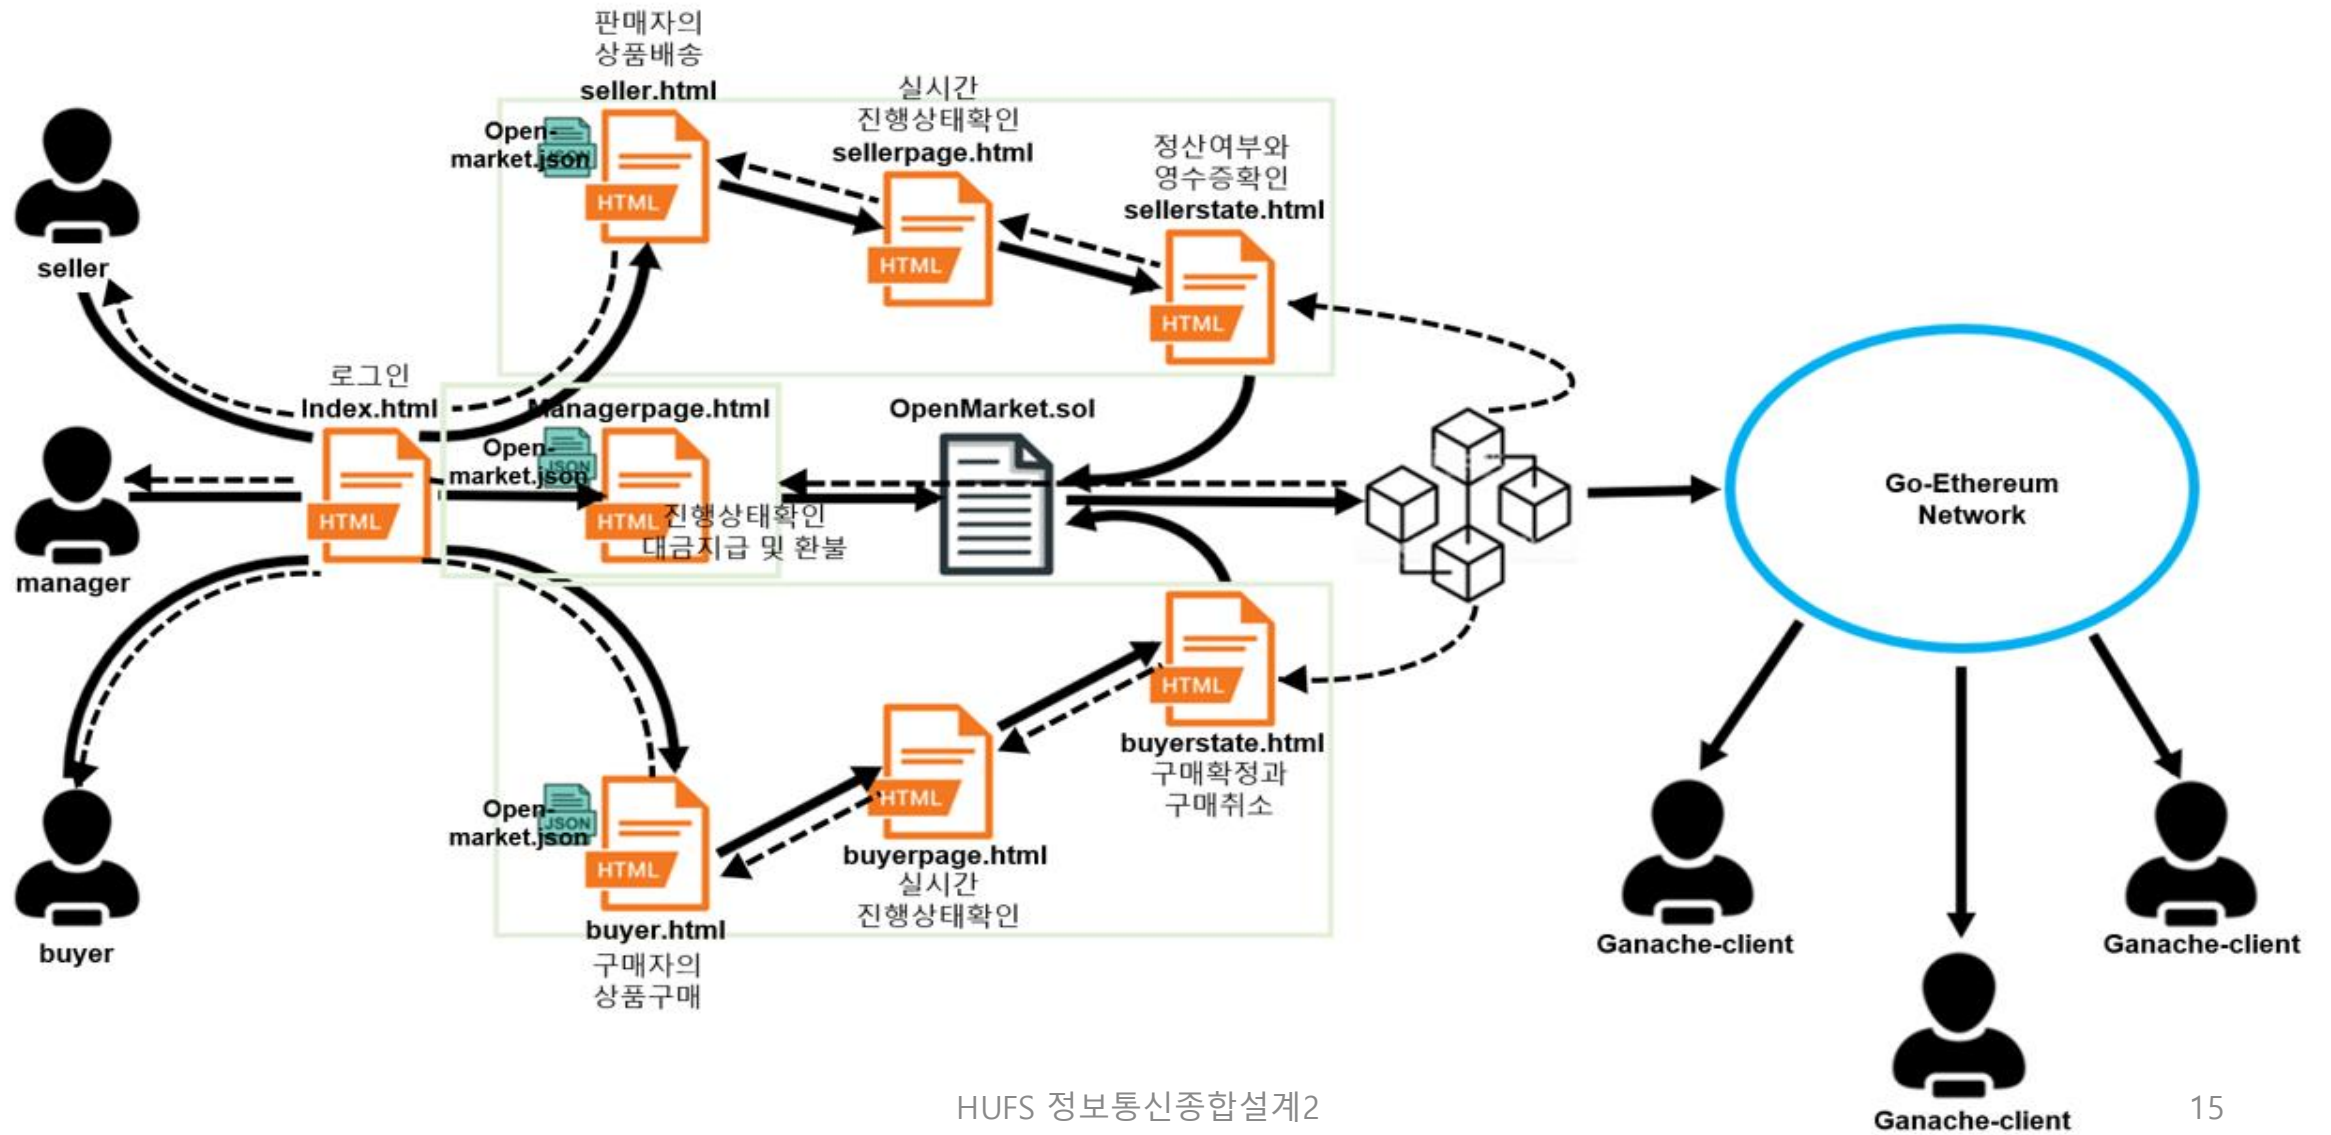 판매자의
상품배송
seller.html
Open-
market.json
JSON
HTML
실시간
진행상태확인
sellerpage.html
HTML
정산여부와
영수증확인
sellerstate.html
HTML
seller
로그인
Index.html
HTML
manager
Managerpage.html
Open-
market.json
JSON
HTML
진행상태확인
대금지급 및 환불
OpenMarket.sol
Go-Ethereum
Network
HTML
buyerstate.html
구매확정과
구매취소
HTML
buyerpage.html
실시간
진행상태확인
Open-
market.json
JSON
HTML
buyer.html
구매자의
상품구매
buyer
Ganache-client
Ganache-client
Ganache-client
HUFS 정보통신종합설계2
15